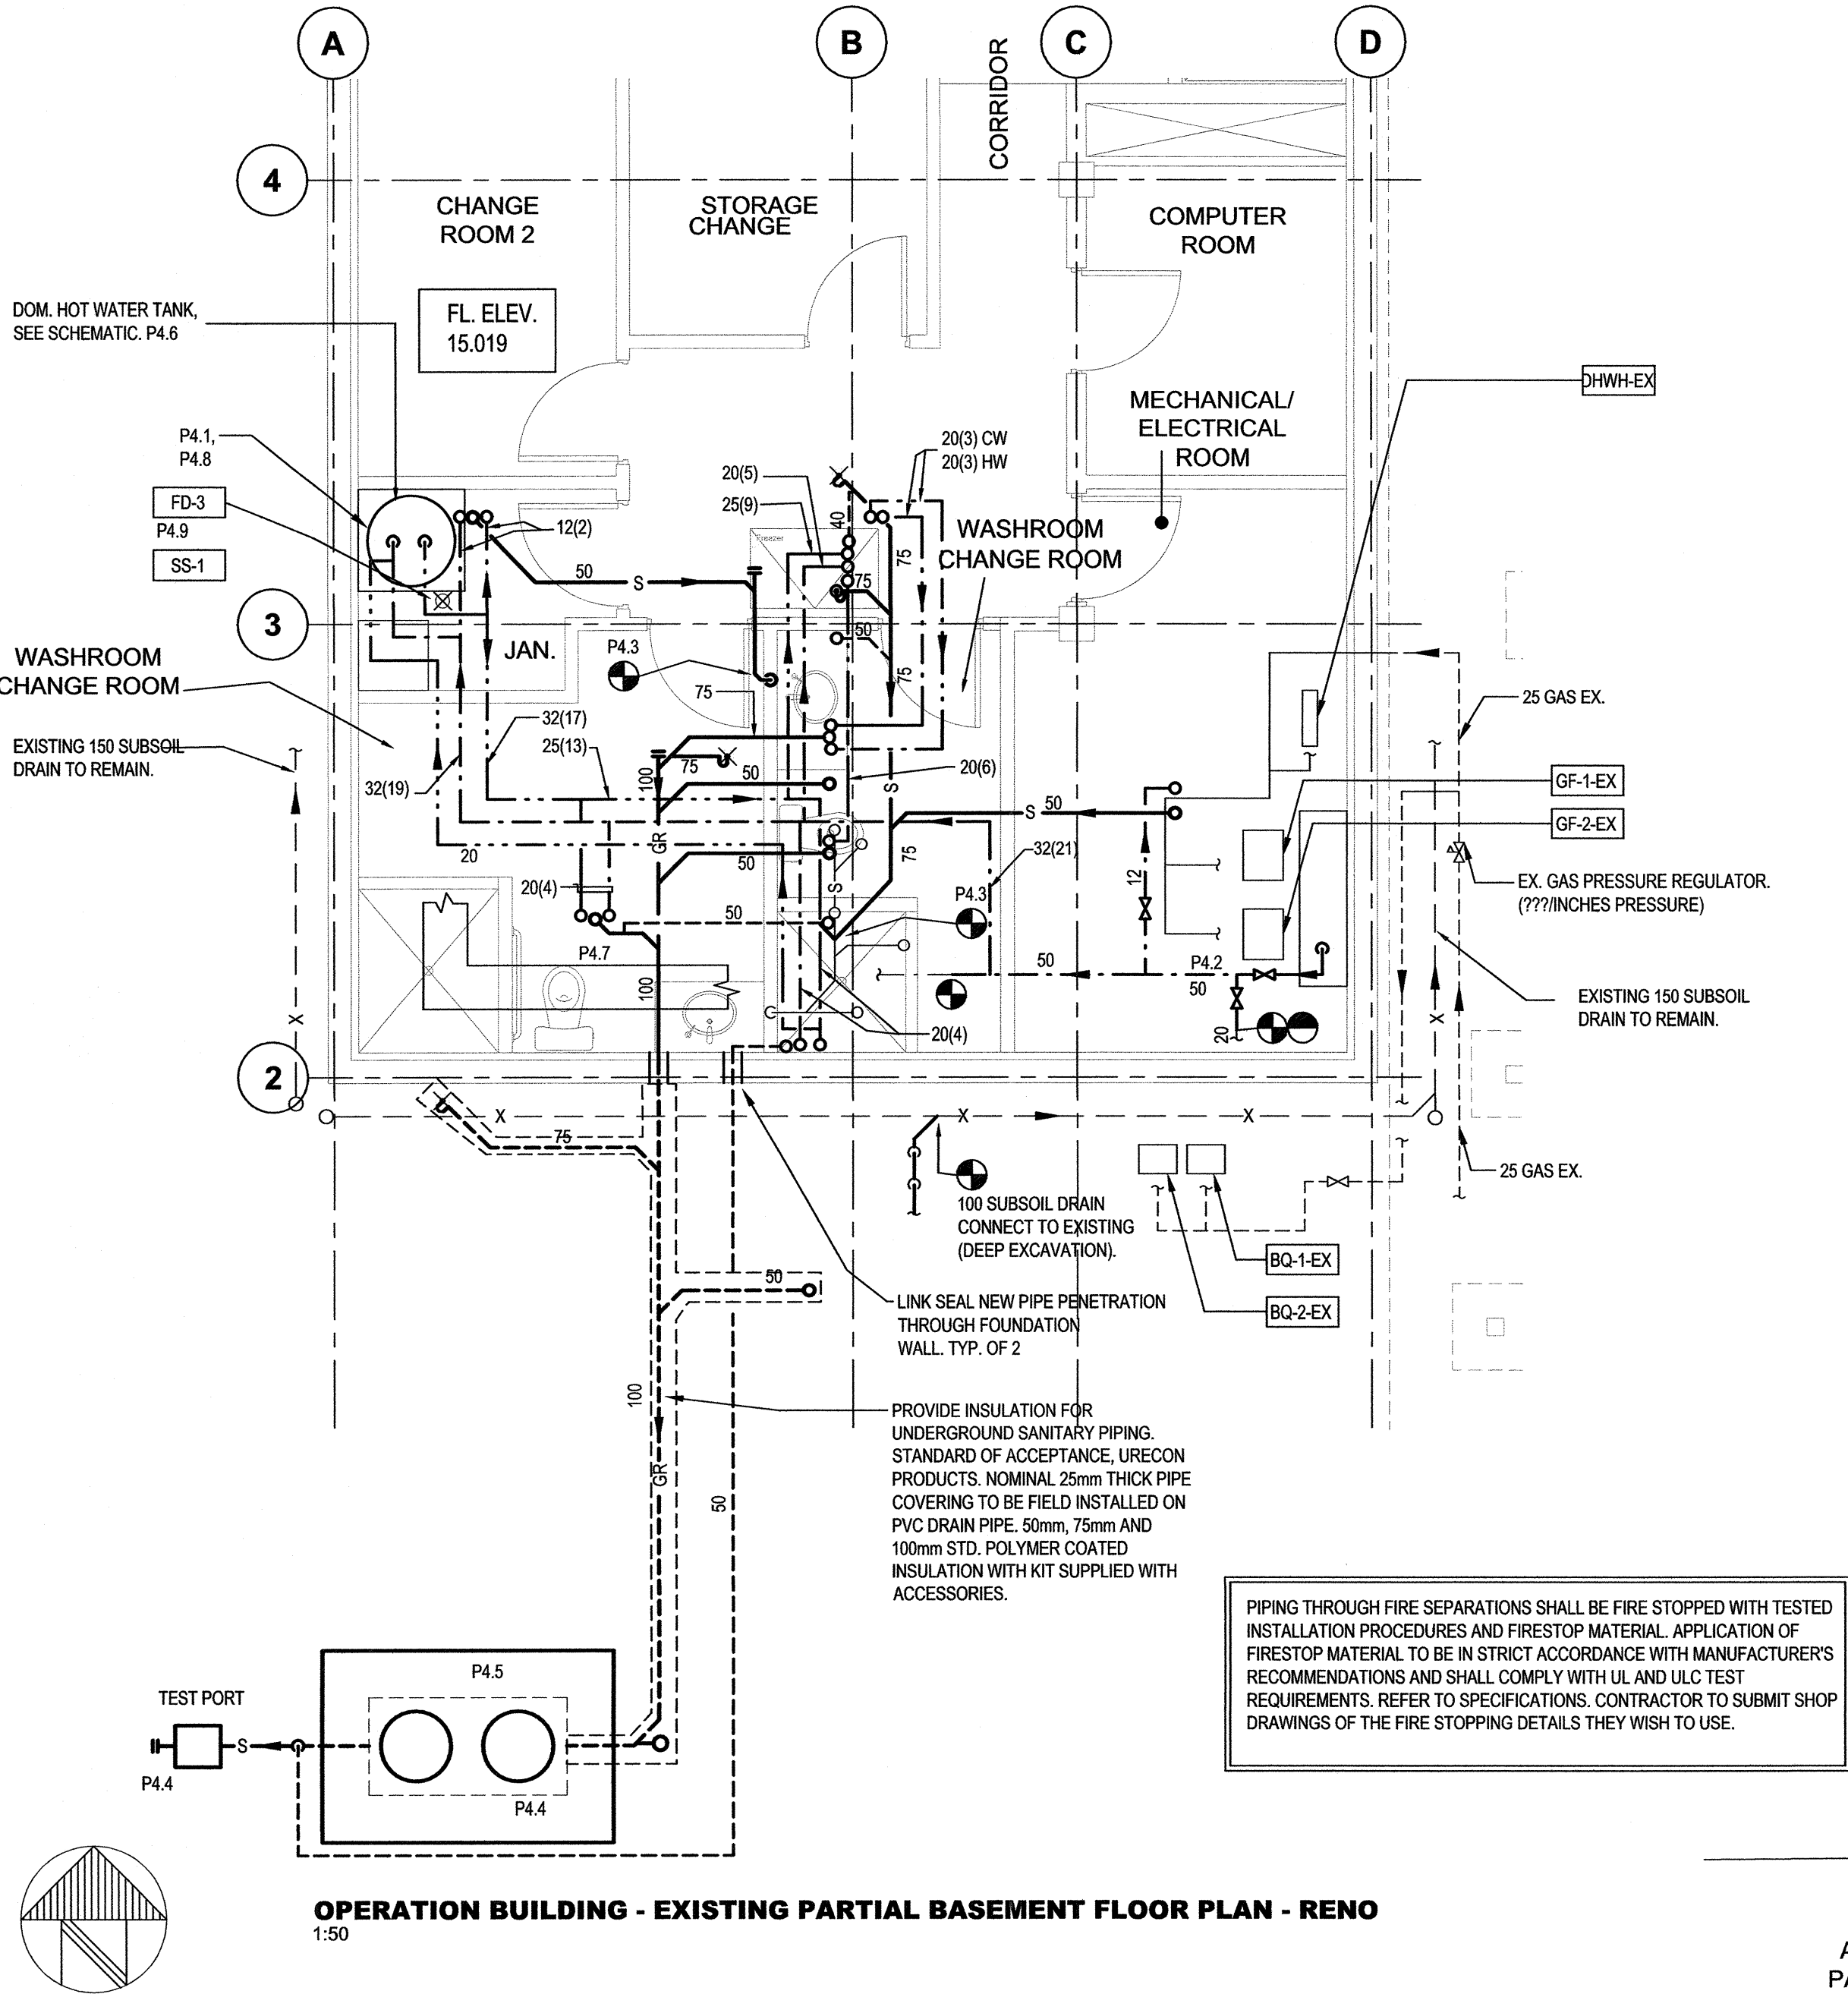 A
B
C
D
4
CORRIDOR
CHANGE
ROOM 2
STORAGE
CHANGE
COMPUTER
ROOM
DOM. HOT WATER TANK,
SEE SCHEMATIC. P4.6
FL. ELEV.
15.019
DHWH-EX
MECHANICAL/
ELECTRICAL
ROOM
P4.1,
P4.8
20(3) CW
20(3) HW
20(5)
25(9)
FD-3
P4.9
SS-1
12(2)
40
Freezer
WASHROOM
CHANGE ROOM
75
50
S
75
3
JAN.
50
P4.3
WASHROOM
CHANGE ROOM
75
75
25 GAS EX.
32(17)
25(13)
EXISTING 150 SUBSOIL
DRAIN TO REMAIN.
32(19)
100
75
50
20(6)
GF-1-EX
S
S
50
GF-2-EX
GR
20
50
75
32(21)
20(4)
S
P4.3
12
EX. GAS PRESSURE REGULATOR.
(???/INCHES PRESSURE)
50
P4.7
50
P4.2
50
100
EXISTING 150 SUBSOIL
DRAIN TO REMAIN.
X
X
20(4)
20
2
X
X
X
75
25 GAS EX.
100 SUBSOIL DRAIN
CONNECT TO EXISTING
(DEEP EXCAVATION).
BQ-1-EX
50
LINK SEAL NEW PIPE PENETRATION
THROUGH FOUNDATION
WALL. TYP. OF 2
BQ-2-EX
100
PROVIDE INSULATION FOR
UNDERGROUND SANITARY PIPING.
STANDARD OF ACCEPTANCE, URECON
PRODUCTS. NOMINAL 25mm THICK PIPE
COVERING TO BE FIELD INSTALLED ON
PVC DRAIN PIPE. 50mm, 75mm AND
100mm STD. POLYMER COATED
INSULATION WITH KIT SUPPLIED WITH
ACCESSORIES.
GR
50
PIPING THROUGH FIRE SEPARATIONS SHALL BE FIRE STOPPED WITH TESTED
INSTALLATION PROCEDURES AND FIRESTOP MATERIAL. APPLICATION OF
FIRESTOP MATERIAL TO BE IN STRICT ACCORDANCE WITH MANUFACTURER'S
RECOMMENDATIONS AND SHALL COMPLY WITH UL AND ULC TEST
REQUIREMENTS. REFER TO SPECIFICATIONS. CONTRACTOR TO SUBMIT SHOP
DRAWINGS OF THE FIRE STOPPING DETAILS THEY WISH TO USE.
P4.5
TEST PORT
S
P4.4
P4.4
OPERATION BUILDING - EXISTING PARTIAL BASEMENT FLOOR PLAN - RENO
1:50
A
PA